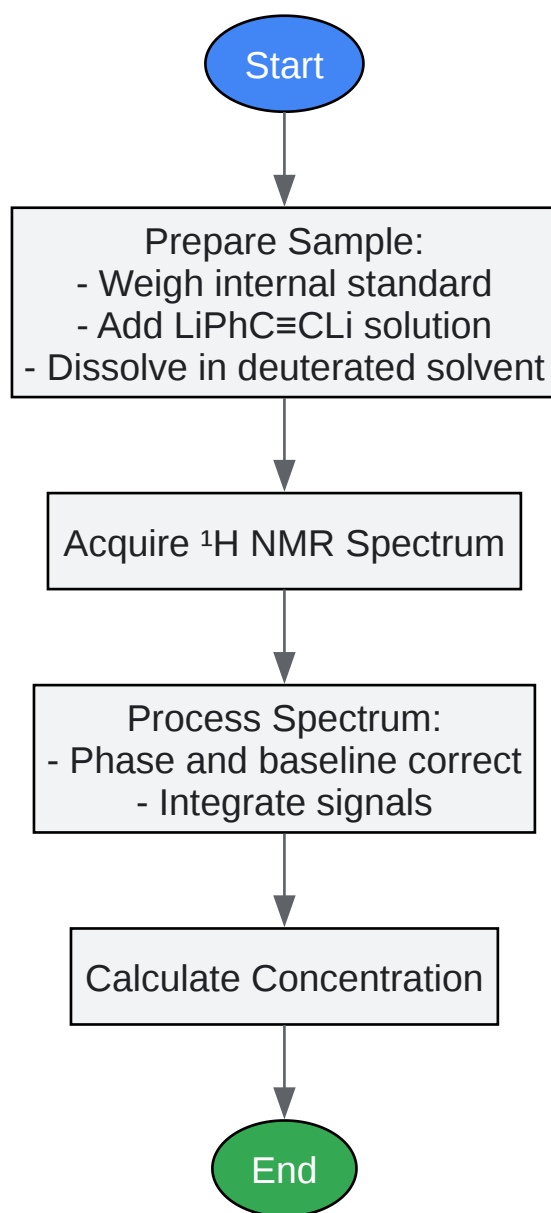 Start
Prepare Sample:
- Weigh internal standard
- Add LiPhC≡CLi solution
- Dissolve in deuterated solvent
Acquire ¹H NMR Spectrum
Process Spectrum:
- Phase and baseline correct
- Integrate signals
Calculate Concentration
End